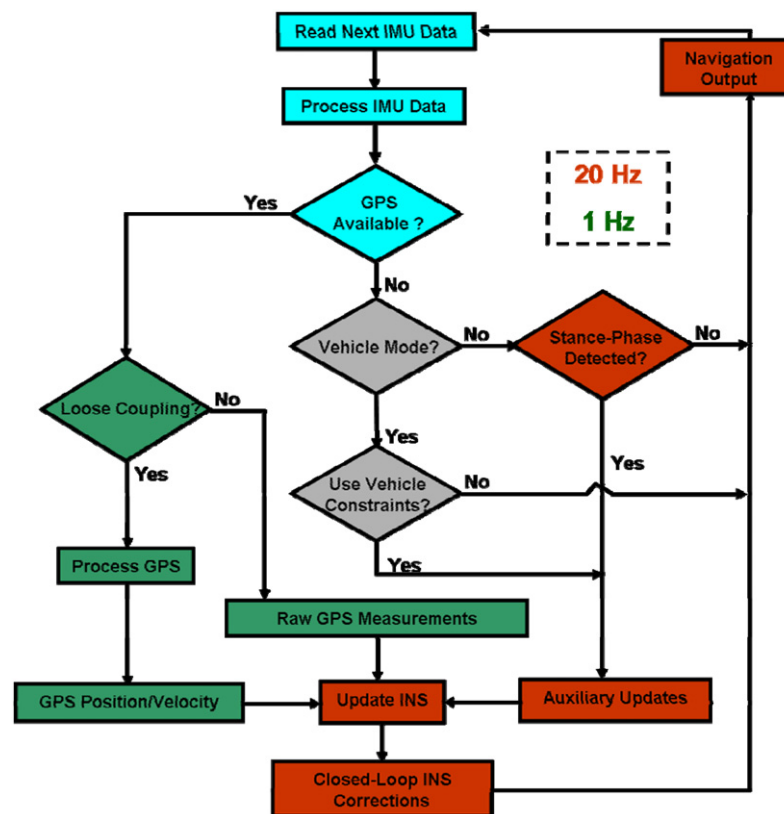 Read Next IMU Data
Navigation
Output
Process IMU Data
20 Hz
1 Hz
GPS
Available ?
Yes
No
Vehicle Mode?
No
Stance-Phase
Detected?
No
Loose Coupling?
No
Yes
Yes
Use Vehicle
Constraints?
No
Yes
Yes
Process GPS
Raw GPS Measurements
GPS Position/Velocity
Update INS
Auxiliary Updates
Closed-Loop INS
Corrections